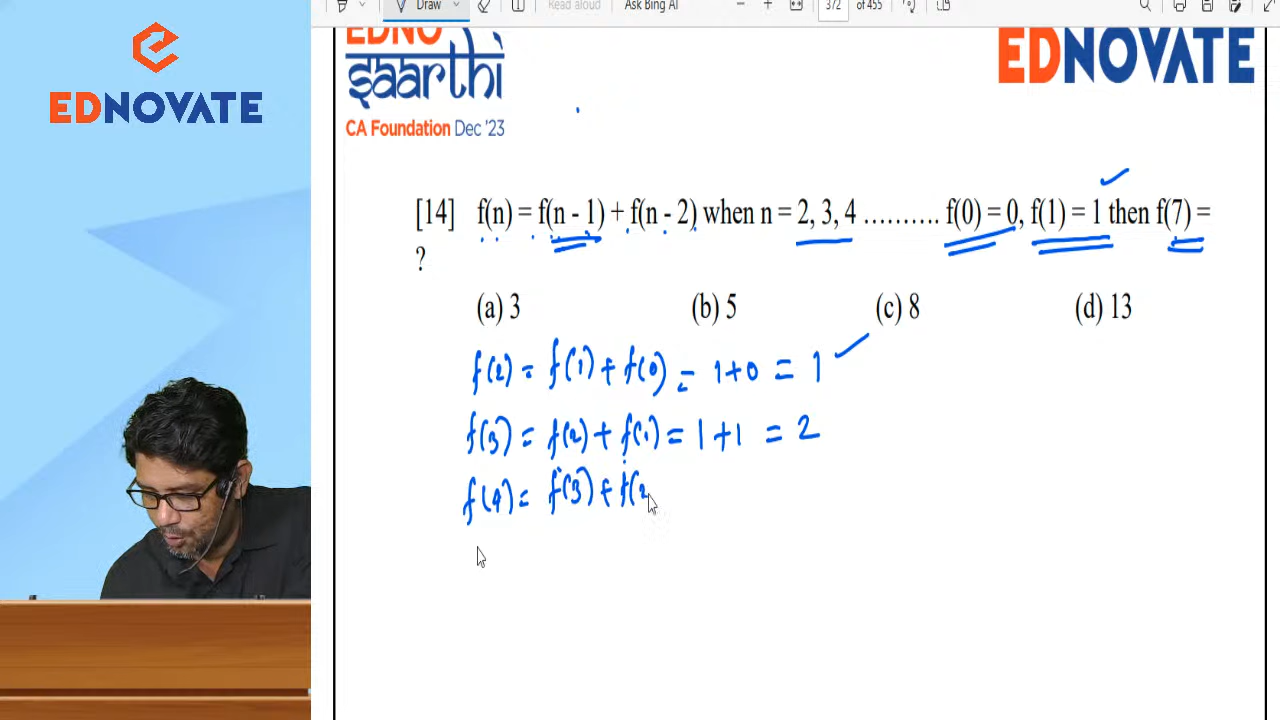 Draw
Read aloud
Ask Bing AI
372 of 455
EDNOVATE
EDNO
saarthi
CA Foundation Dec '23
EDNOVATE
[14] f(n) = f(n - 1) + f(n - 2) when n = 2, 3, 4 ………. f(0) = 0, f(1) = 1 then f(7) =
?
(a) 3 (b) 5 (c) 8 (d) 13
f(2) = f(1) + f(0) = 1+0 = 1
f(3) = f(2) + f(1) = 1+1 = 2
f(4) = f(3) + f(2